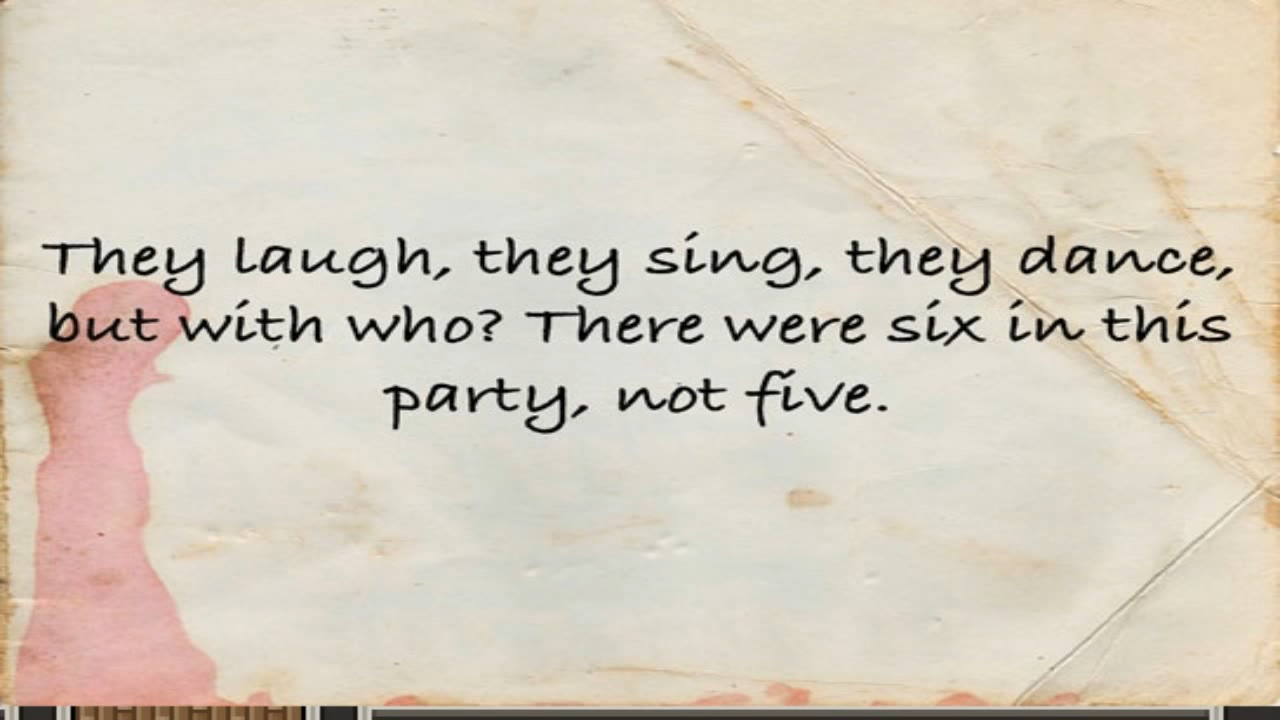 They laugh, they sing, they dance,
but with who? There were six in this
party, not five.